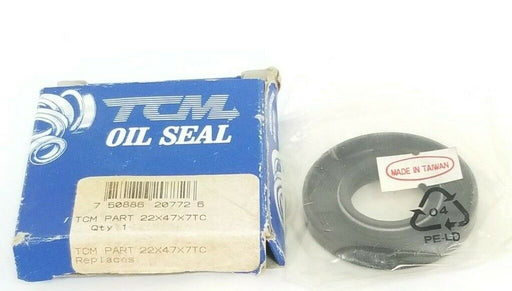 TCM
OIL SEAL
7 50886 20772 6
TCM PART 22X47X7TC
Qty 1
TCM PART 22X47X7TC
Replaces
MADE IN TAIWAN
04
PE-LD